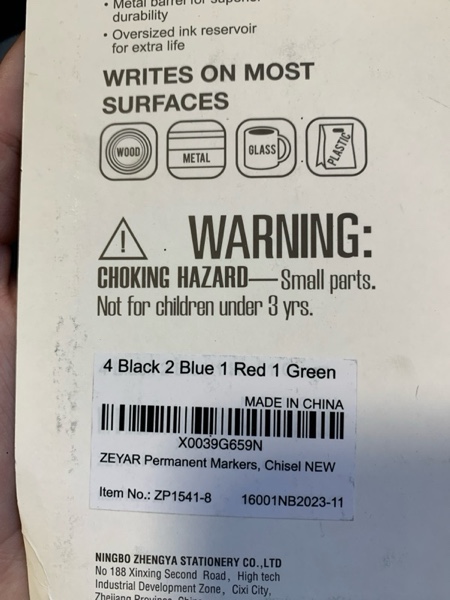 • Metal barrel for superior
durability
• Oversized ink reservoir
for extra life
WRITES ON MOST
SURFACES
WOOD
METAL
GLASS
PLASTIC
WARNING:
CHOKING HAZARD—Small parts.
Not for children under 3 yrs.
4 Black 2 Blue 1 Red 1 Green
MADE IN CHINA
X0039G659N
ZEYAR Permanent Markers, Chisel NEW
Item No.: ZP1541-8 16001NB2023-11
NINGBO ZHENGYA STATIONERY CO.,LTD
No 188 Xinxing Second Road, High tech
Industrial Development Zone, Cixi City,
Zhejiang Province, China